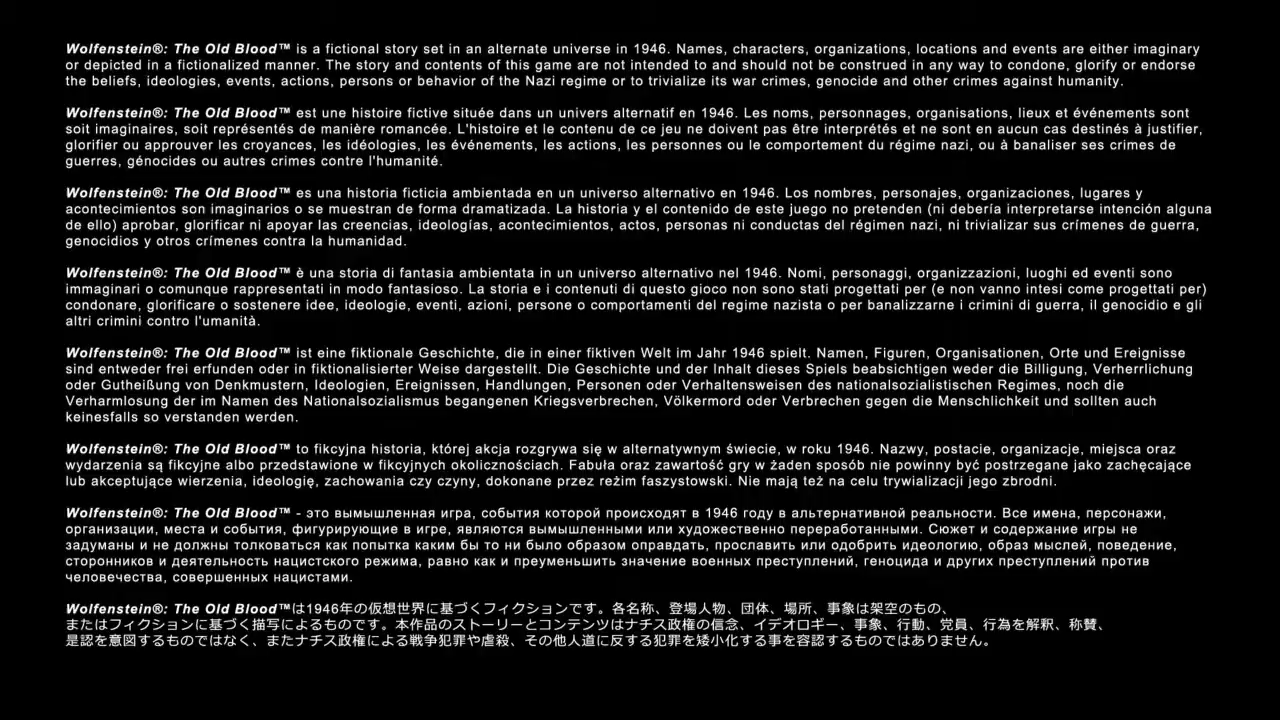 Wolfenstein®: The Old Blood™ is a fictional story set in an alternate universe in 1946. Names, characters, organizations, locations and events are either imaginary
or depicted in a fictionalized manner. The story and contents of this game are not intended to and should not be construed in any way to condone, glorify or endorse
the beliefs, ideologies, events, actions, persons or behavior of the Nazi regime or to trivialize its war crimes, genocide and other crimes against humanity.
Wolfenstein®: The Old Blood™ est une histoire fictive située dans un univers alternatif en 1946. Les noms, personnages, organisations, lieux et événements sont
soit imaginaires, soit représentés de manière romancée. L'histoire et le contenu de ce jeu ne doivent pas être interprétés et ne sont en aucun cas destinés à justifier,
glorifier ou approuver les croyances, les idéologies, les événements, les actions, les personnes ou le comportement du régime nazi, ou à banaliser ses crimes de
guerres, génocides ou autres crimes contre l'humanité.
Wolfenstein®: The Old Blood™ es una historia ficticia ambientada en un universo alternativo en 1946. Los nombres, personajes, organizaciones, lugares y
acontecimientos son imaginarios o se muestran de forma dramatizada. La historia y el contenido de este juego no pretenden (ni debería interpretarse intención alguna
de ello) aprobar, glorificar ni apoyar las creencias, ideologías, acontecimientos, actos, personas ni conductas del régimen nazi, ni trivializar sus crímenes de guerra,
genocidios y otros crímenes contra la humanidad.
Wolfenstein®: The Old Blood™ è una storia di fantasia ambientata in un universo alternativo nel 1946. Nomi, personaggi, organizzazioni, luoghi ed eventi sono
immaginari o comunque rappresentati in modo fantasioso. La storia e i contenuti di questo gioco non sono stati progettati per (e non vanno intesi come progettati per)
condonare, glorificare o sostenere idee, ideologie, eventi, azioni, persone o comportamenti del regime nazista o per banalizzarne i crimini di guerra, il genocidio e gli
altri crimini contro l'umanità.
Wolfenstein®: The Old Blood™ ist eine fiktionale Geschichte, die in einer fiktiven Welt im Jahr 1946 spielt. Namen, Figuren, Organisationen, Orte und Ereignisse
sind entweder frei erfunden oder in fiktionalisierter Weise dargestellt. Die Geschichte und der Inhalt dieses Spiels beabsichtigen weder die Billigung, Verherrlichung
oder Gutheißung von Denkmustern, Ideologien, Ereignissen, Handlungen, Personen oder Verhaltensweisen des nationalsozialistischen Regimes, noch die
Verharmlosung der im Namen des Nationalsozialismus begangenen Kriegsverbrechen, Völkermord oder Verbrechen gegen die Menschlichkeit und sollten auch
keinesfalls so verstanden werden.
Wolfenstein®: The Old Blood™ to fikcyjna historia, której akcja rozgrywa się w alternatywnym świecie, w roku 1946. Nazwy, postacie, organizacje, miejsca oraz
wydarzenia są fikcyjne albo przedstawione w fikcyjnych okolicznościach. Fabuła oraz zawartość gry w żaden sposób nie powinny być postrzegane jako zachęcające
lub akceptujące wierzenia, ideologię, zachowania czy czyny, dokonane przez reżim faszystowski. Nie mają też na celu trywializacji jego zbrodni.
Wolfenstein®: The Old Blood™ - это вымышленная игра, события которой происходят в 1946 году в альтернативной реальности. Все имена, персонажи,
организации, места и события, фигурирующие в игре, являются вымышленными или художественно переработанными. Сюжет и содержание игры не
задуманы и не должны толковаться как попытка каким бы то ни было образом оправдать, прославить или одобрить идеологию, образ мыслей, поведение,
сторонников и деятельность нацистского режима, равно как и преуменьшить значение военных преступлений, геноцида и других преступлений против
человечества, совершенных нацистами.
Wolfenstein®: The Old Blood™は1946年の仮想世界に基づくフィクションです。各名称、登場人物、団体、場所、事象は架空のもの、
またはフィクションに基づく描写によるものです。本作品のストーリーとコンテンツはナチス政権の信念、イデオロギー、事象、行動、党員、行為を解釈、称賛、
是認を意図するものではなく、またナチス政権による戦争犯罪や虐殺、その他人道に反する犯罪を矮小化する事を容認するものではありません。